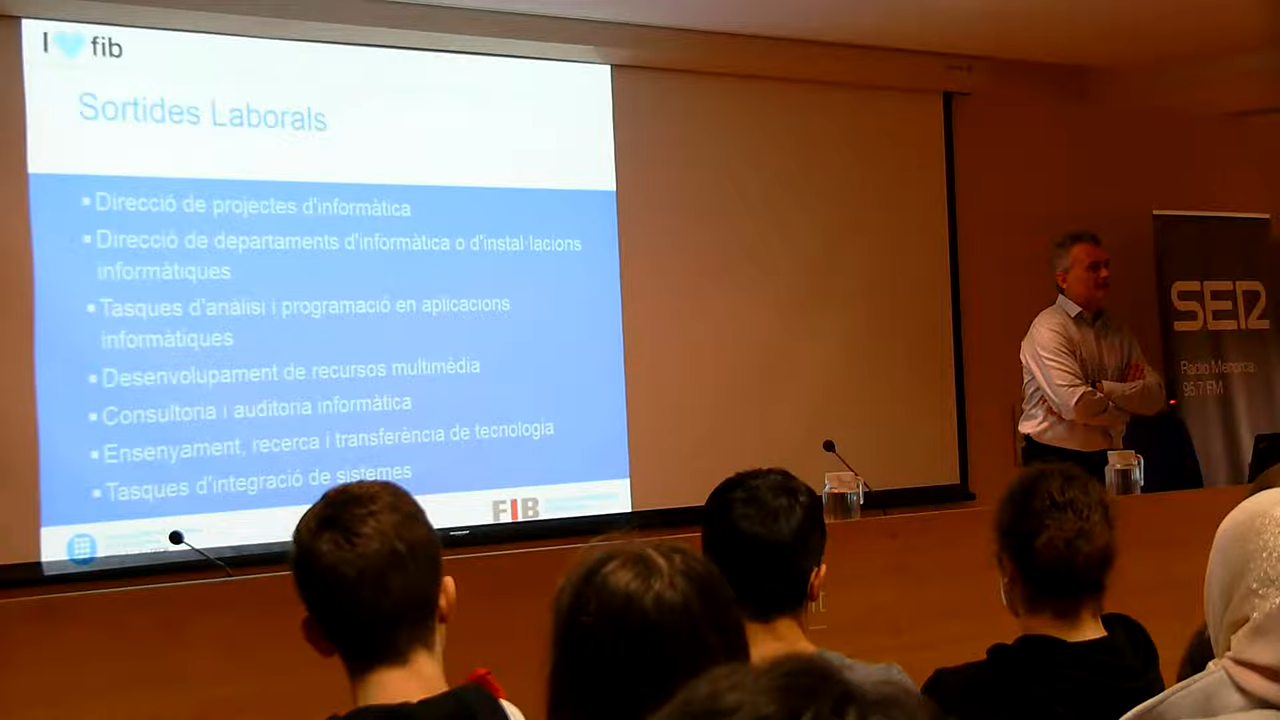 I fib
Sortides Laborals
Direcció de projectes d'informàtica
Direcció de departaments d'informàtica o d'instal·lacions
informàtiques
Tasques d'anàlisi i programació en aplicacions
informàtiques
Desenvolupament de recursos multimèdia
Consultoria i auditoria informàtica
Ensenyament, recerca i transferència de tecnologia
Tasques d'integració de sistemes
FIB
SER
Radio Menorca
95.7 FM